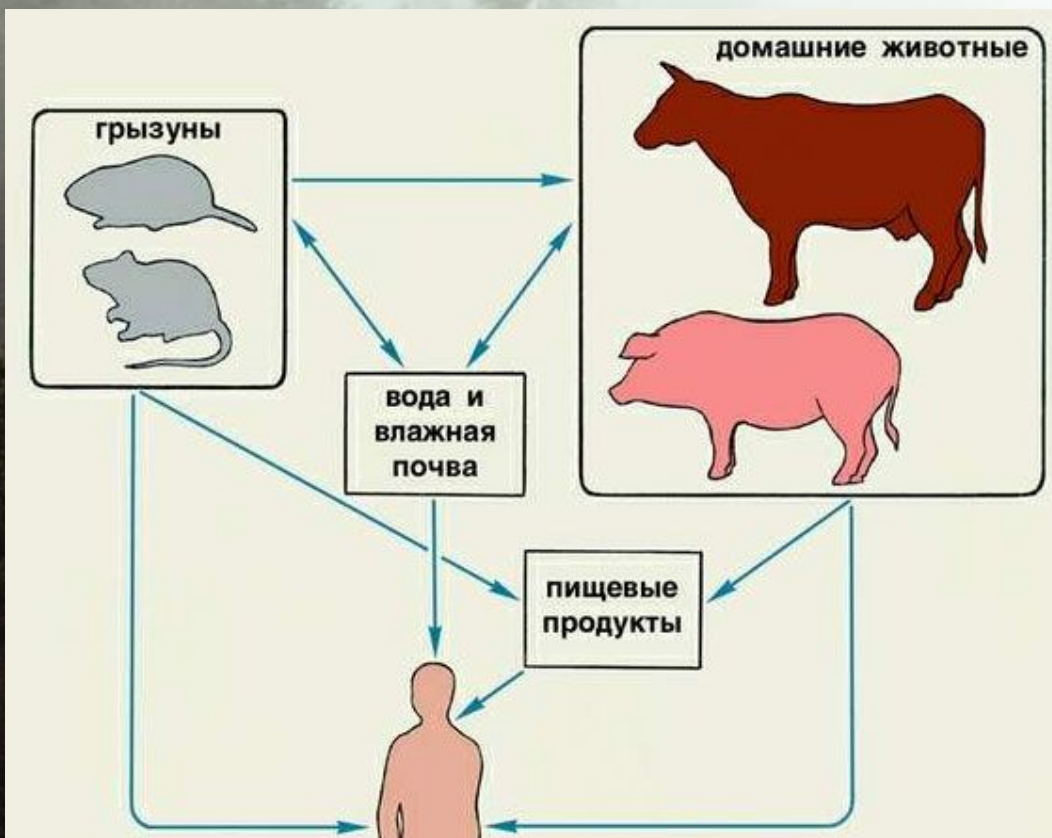 домашние животные
грызуны
вода и
влажная
почва
пищевые
продукты